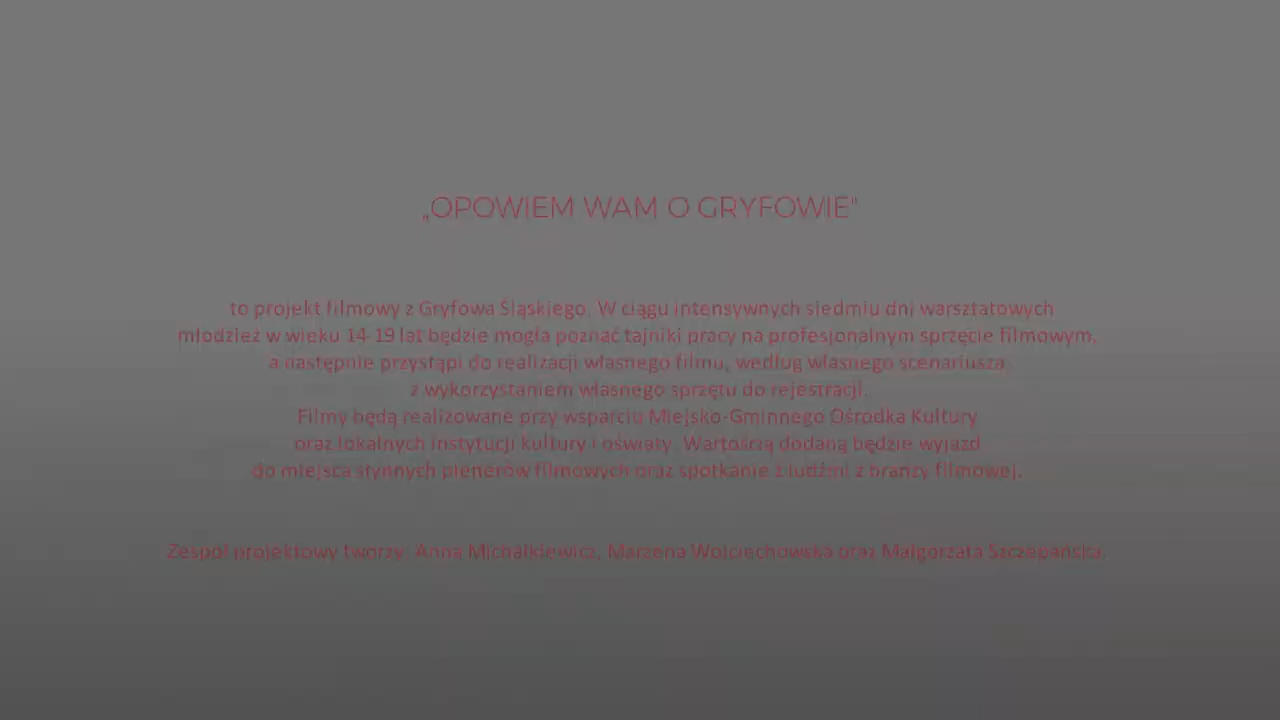 „OPOWIEM WAM O GRYFOWIE"
to projekt filmowy z Gryfowa Śląskiego. W ciągu intensywnych siedmiu dni warsztatowych
młodzież w wieku 14-19 lat będzie mogła poznać tajniki pracy na profesjonalnym sprzęcie filmowym,
a następnie przystąpi do realizacji własnego filmu, według własnego scenariusza,
z wykorzystaniem własnego sprzętu do rejestracji.
Filmy będą realizowane przy wsparciu Miejsko-Gminnego Ośrodka Kultury
oraz lokalnych instytucji kultury i oświaty. Wartością dodaną będzie wyjazd
do miejsca słynnych plenerów filmowych oraz spotkanie z ludźmi z branży filmowej.
Zespół projektowy tworzy: Anna Michalkiewicz, Marzena Wojciechowska oraz Małgorzata Szczepańska.